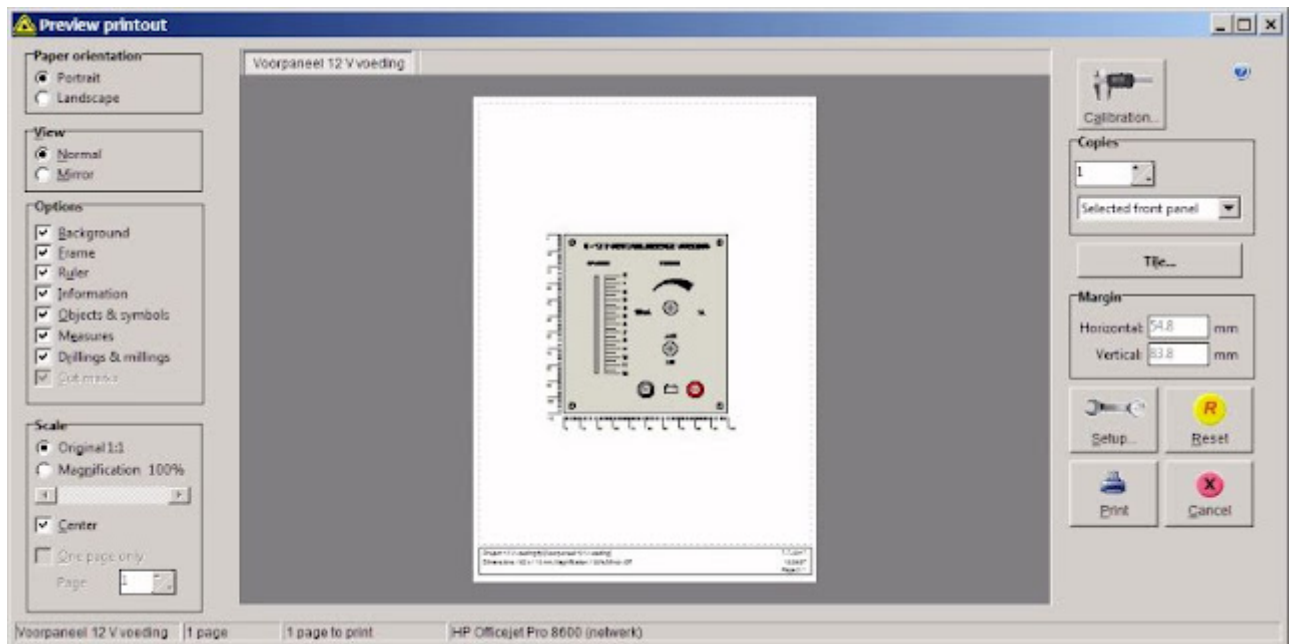 Preview printout
Paper orientation
Portrait
Landscape
View
Normal
Mirror
Options
Background
Frame
Ruler
Information
Objects & symbols
Measures
Drillings & millings
Cut marks
Scale
Original 1:1
Magnification 100%
Center
One page only
Page 1
Voorpaneel 12 V voeding
Calibration...
Copies
1
Selected front panel
Title...
Margin
Horizontal: 54.8 mm
Vertical: 83.8 mm
Setup...
Reset
Print
Cancel
Voorpaneel 12 V voeding
1 page
1 page to print
HP Officejet Pro 8600 (netwerk)